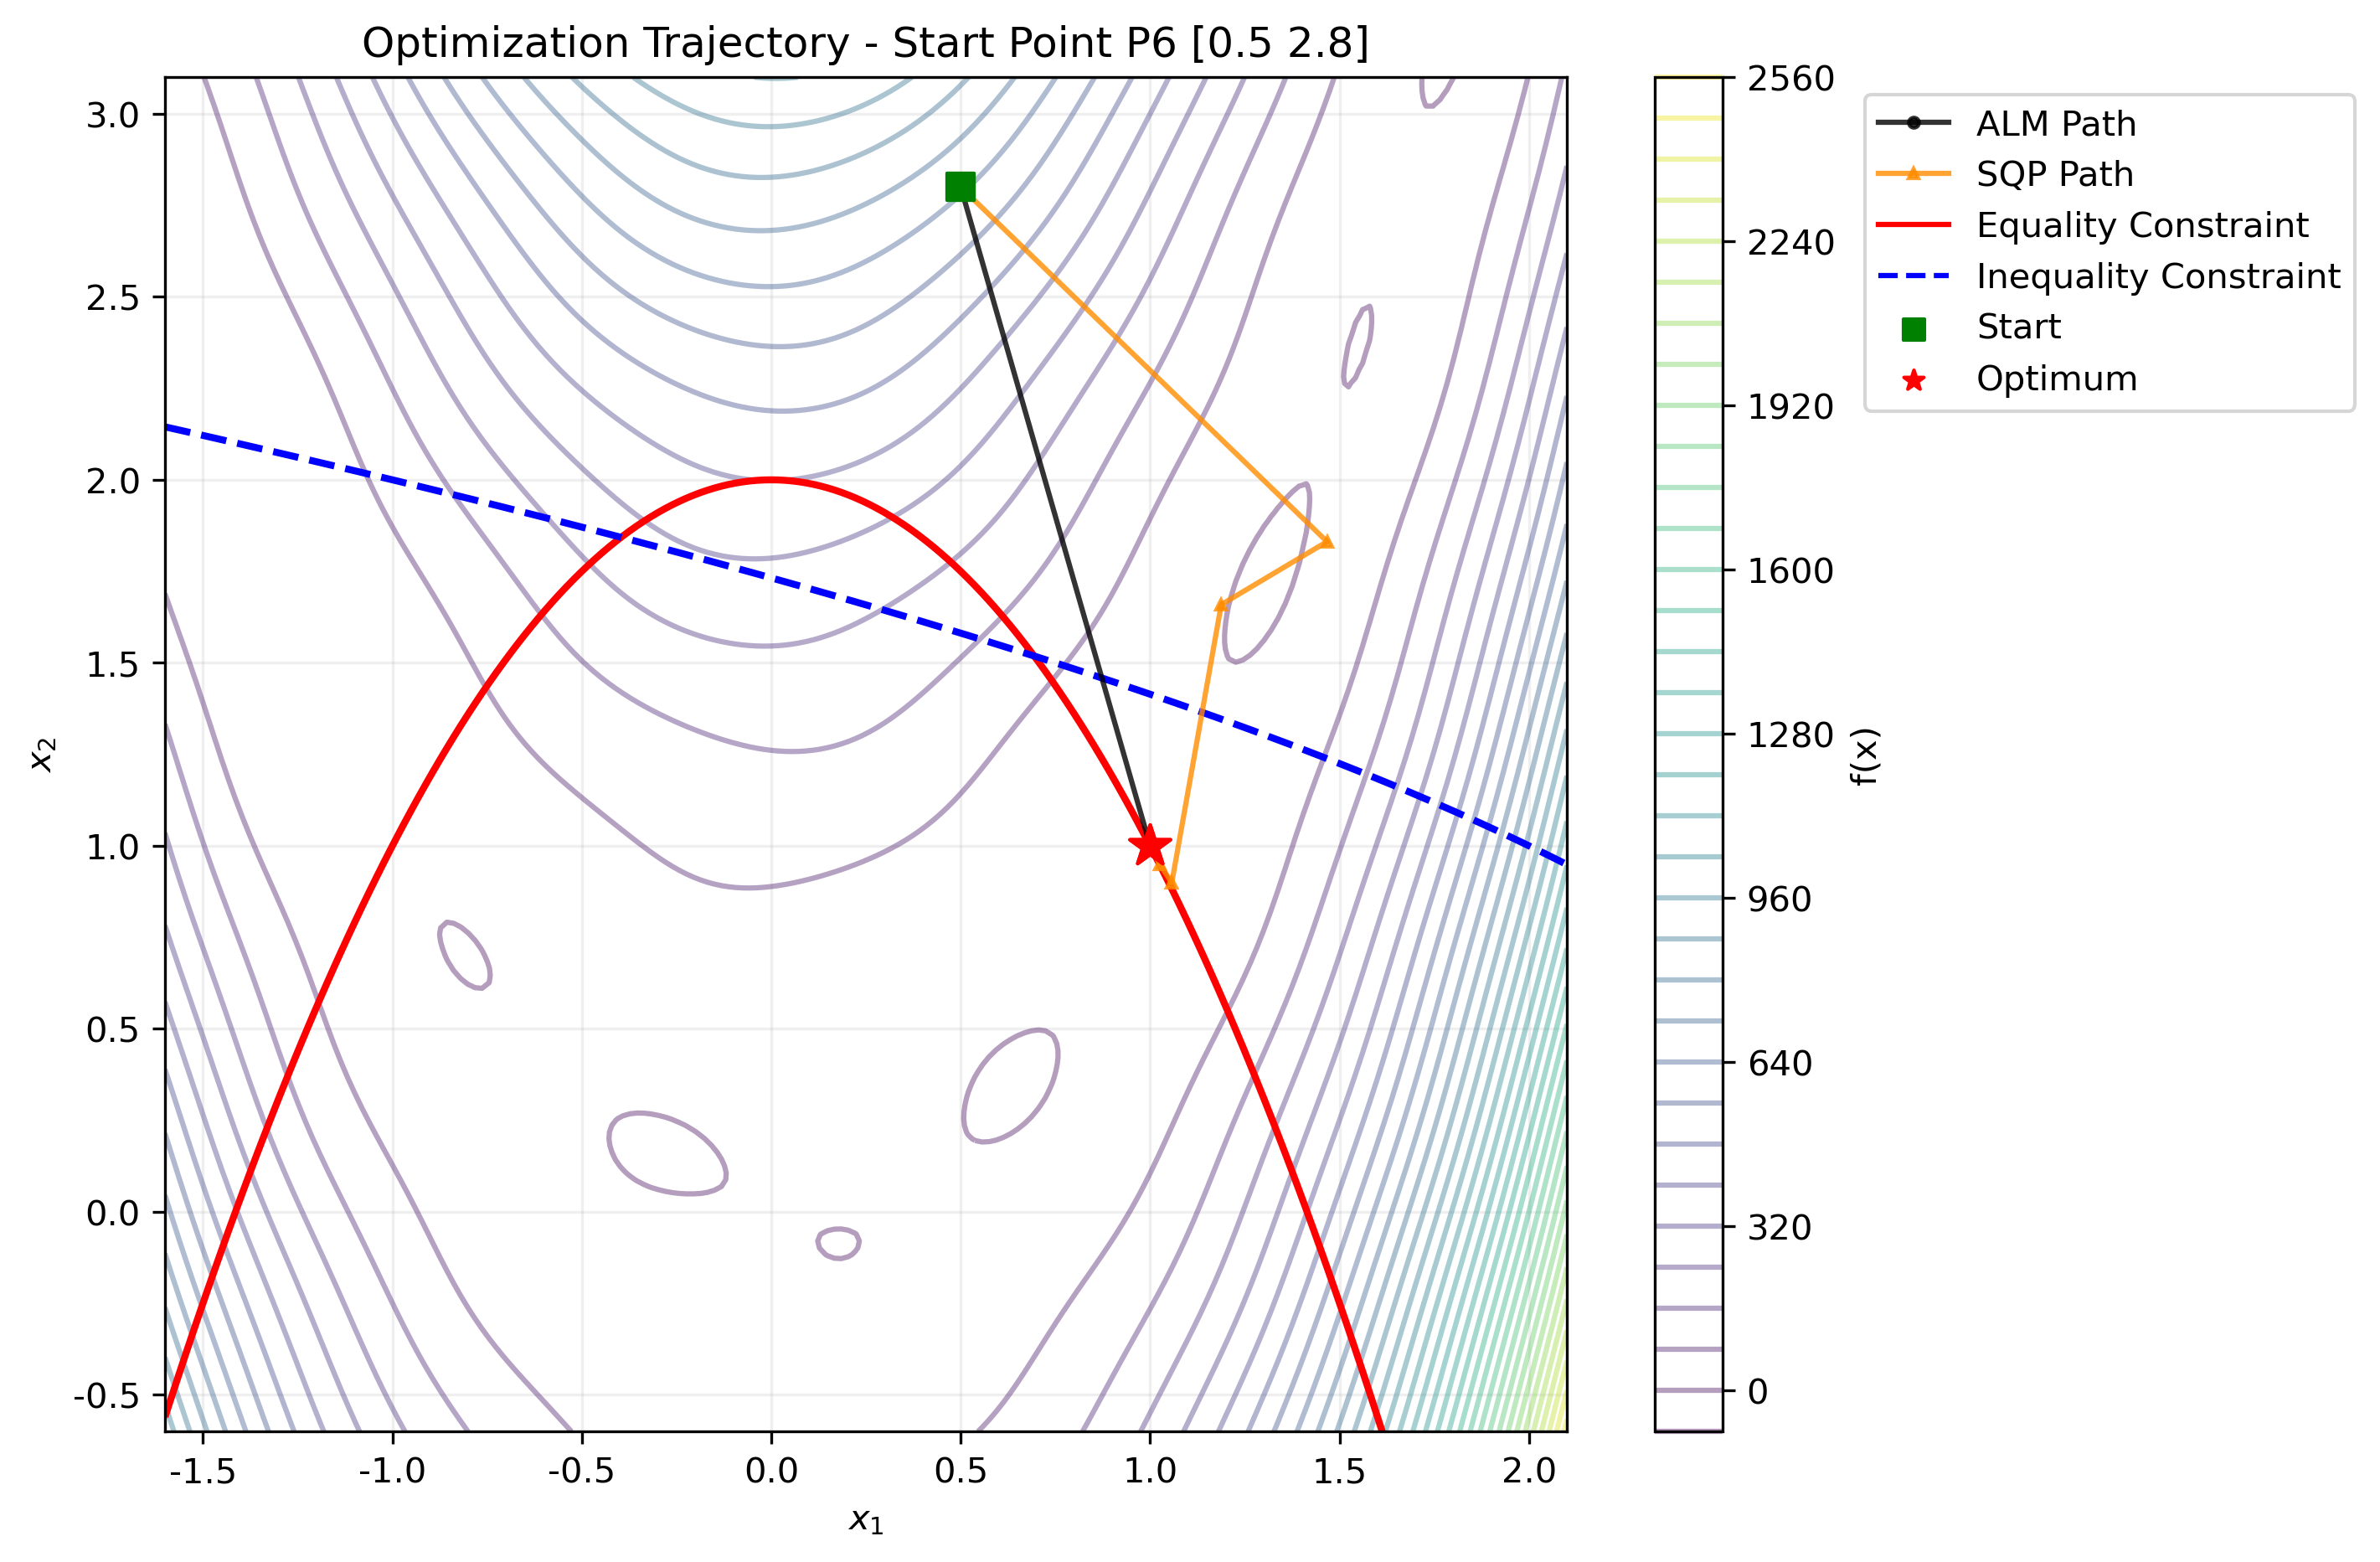 Optimization Trajectory - Start Point P6 [0.5 2.8]
3.0
2.5
2.0
1.5
1.0
0.5
0.0
-0.5
x₂
-1.5 -1.0 -0.5 0.0 0.5 1.0 1.5 2.0
x₁
2560
2240
1920
1600
1280
960
640
320
0
f(x)
ALM Path
SQP Path
Equality Constraint
Inequality Constraint
Start
Optimum